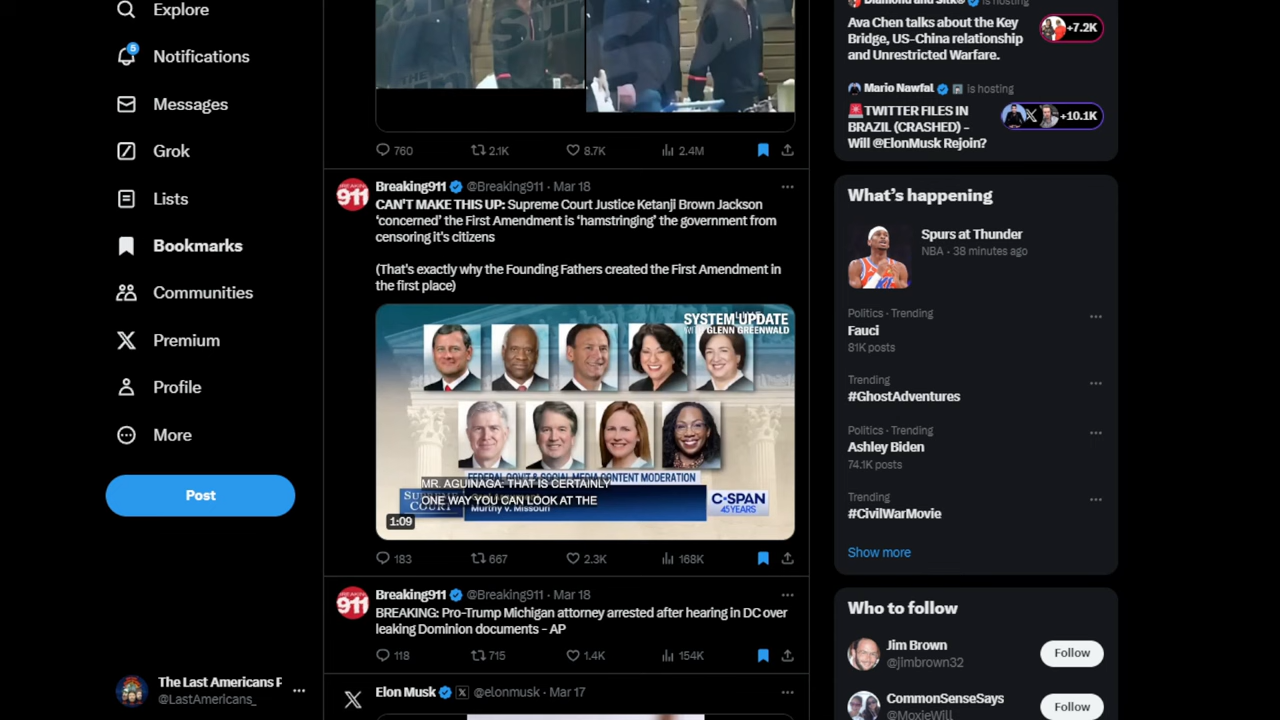 Explore
5
Notifications
Messages
Grok
Lists
Bookmarks
Communities
Premium
Profile
More
Post
The Last Americans
@LastAmericans_
760
2.1K
8.7K
2.4M
911
Breaking911 @Breaking911 · Mar 18
CAN'T MAKE THIS UP: Supreme Court Justice Ketanji Brown Jackson
'concerned' the First Amendment is 'hamstringing' the government from
censoring it's citizens
(That's exactly why the Founding Fathers created the First Amendment in
the first place)
SYSTEM UPDATE
WITH GLENN GREENWALD
FEDERAL GOV'T & SOCIAL MEDIA CONTENT MODERATION
MR. AGUINAGA: THAT IS CERTAINLY
ONE WAY YOU CAN LOOK AT THE
SUPREME
COURT
Murthy v. Missouri
C-SPAN
45 YEARS
1:09
183
667
2.3K
168K
911
Breaking911 @Breaking911 · Mar 18
BREAKING: Pro-Trump Michigan attorney arrested after hearing in DC over
leaking Dominion documents – AP
118
715
1.4K
154K
Elon Musk @elonmusk · Mar 17
is hosting
Ava Chen talks about the Key
Bridge, US-China relationship
and Unrestricted Warfare.
+7.2K
Mario Nawfal is hosting
🚨TWITTER FILES IN
BRAZIL (CRASHED) –
Will @ElonMusk Rejoin?
+10.1K
What's happening
Spurs at Thunder
NBA · 38 minutes ago
Politics · Trending
Fauci
81K posts
Trending
#GhostAdventures
Politics · Trending
Ashley Biden
74.1K posts
Trending
#CivilWarMovie
Show more
Who to follow
Jim Brown
@jimbrown32
Follow
CommonSenseSays
@MoxieWill
Follow